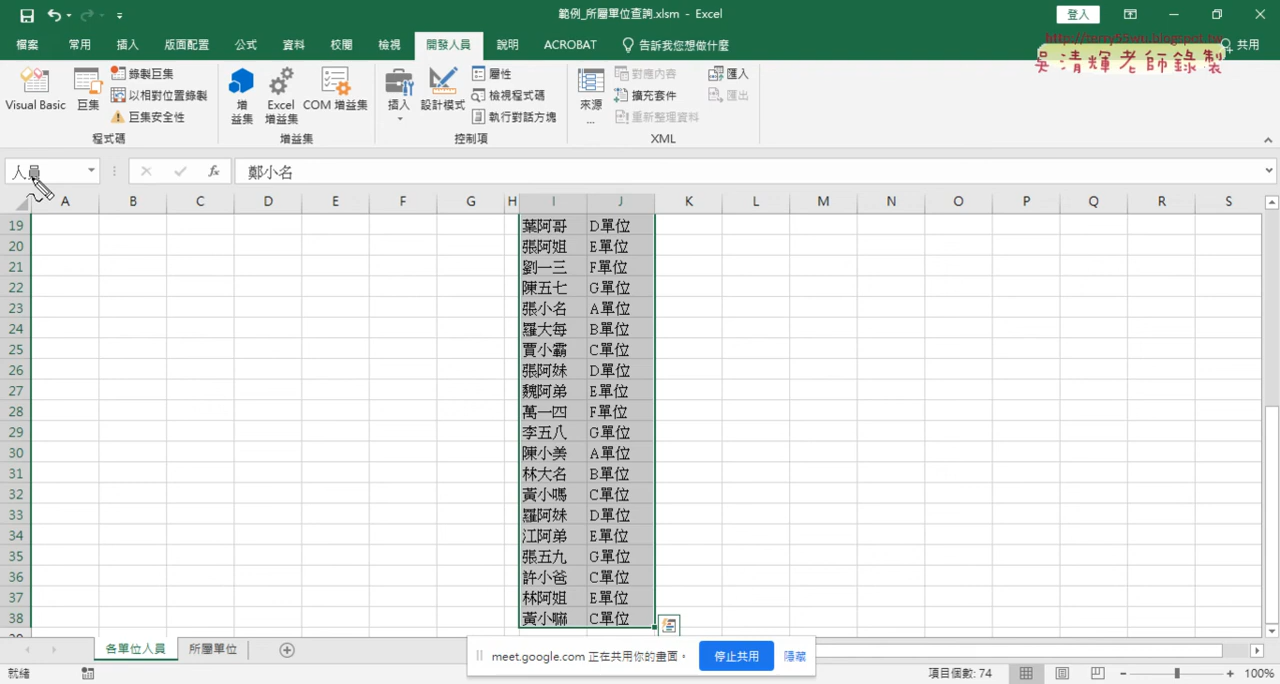 範例_所屬單位查詢.xlsm - Excel
登入
檔案 常用 插入 版面配置 公式 資料 校閱 檢視 開發人員 說明 ACROBAT 告訴我您想做什麼 共用
http://terry55wu.blogspot.tw
吳清輝老師錄製
Visual Basic 巨集 錄製巨集 以相對位置錄製 巨集安全性 程式碼
增益集 Excel 增益集 COM 增益集 增益集
插入 設計模式 屬性 檢視程式碼 執行對話方塊 控制項
來源 ... 對應內容 擴充套件 重新整理資料 匯入 匯出 XML
人員 fx 鄭小名
A B C D E F G H I J K L M N O P Q R S
19 葉阿哥 D單位
20 張阿姐 E單位
21 劉一三 F單位
22 陳五七 G單位
23 張小名 A單位
24 羅大每 B單位
25 賈小霸 C單位
26 張阿妹 D單位
27 魏阿弟 E單位
28 萬一四 F單位
29 李五八 G單位
30 陳小美 A單位
31 林大名 B單位
32 黃小嗎 C單位
33 羅阿妹 D單位
34 江阿弟 E單位
35 張五九 G單位
36 許小爸 C單位
37 林阿姐 E單位
38 黃小嘛 C單位
各單位人員 所屬單位
meet.google.com 正在共用你的畫面。 停止共用 隱藏
就緒 項目個數: 74 100%